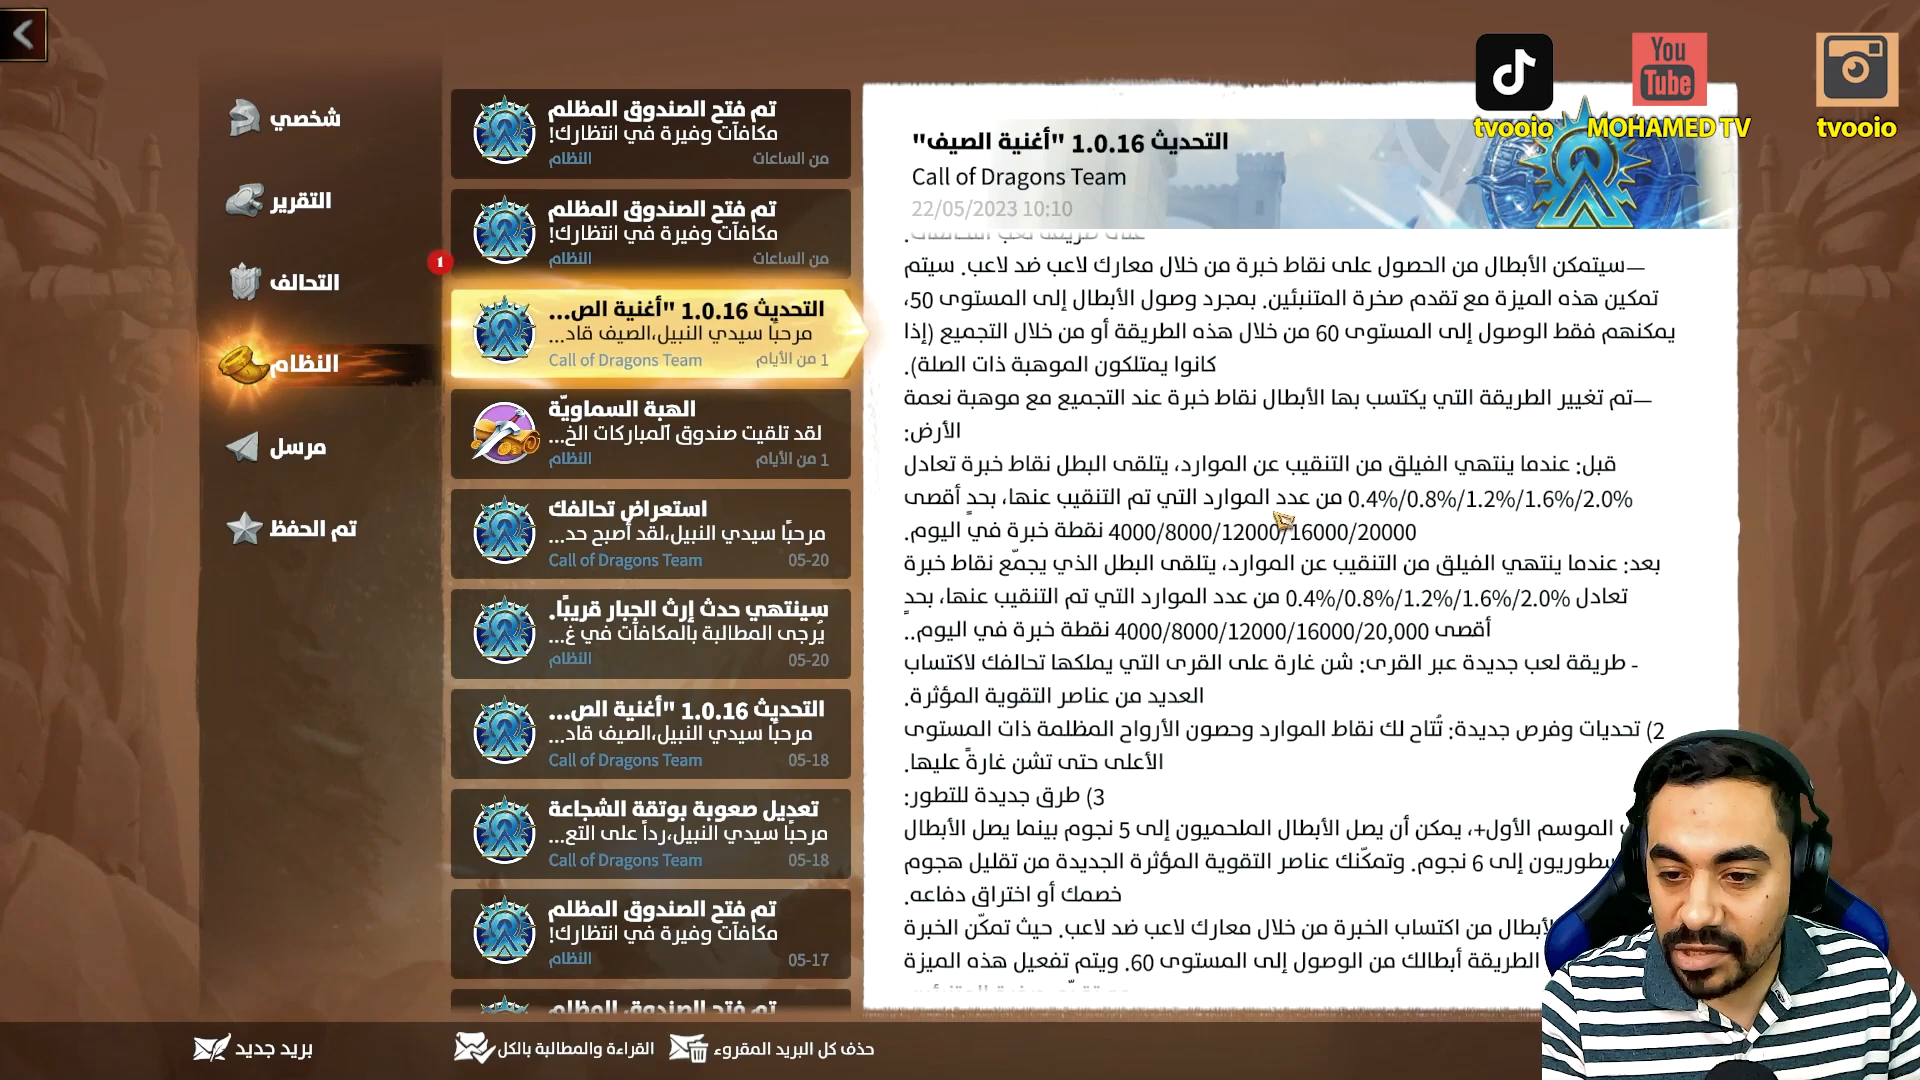 شخصي
التقرير
التحالف
النظام
مرسل
تم الحفظ
1
تم فتح الصندوق المظلم
مكافآت وفيرة في انتظارك!
النظام
من الساعات
تم فتح الصندوق المظلم
مكافآت وفيرة في انتظارك!
النظام
من الساعات
التحديث 1.0.16 "أغنية الص...
مرحبًا سيدي النبيل،الصيف قاد...
Call of Dragons Team
1 من الأيام
الهبة السماويّة
لقد تلقيت صندوق المباركات الخ...
النظام
1 من الأيام
استعراض تحالفك
مرحبًا سيدي النبيل،لقد أصبح حد...
Call of Dragons Team
05-20
سينتهي حدث إرث الجبار قريبًا.
يُرجى المطالبة بالمكافآت في غ...
النظام
05-20
التحديث 1.0.16 "أغنية الص...
مرحبًا سيدي النبيل،الصيف قاد...
Call of Dragons Team
05-18
تعديل صعوبة بوتقة الشجاعة
مرحبًا سيدي النبيل،رداً على التع...
Call of Dragons Team
05-18
تم فتح الصندوق المظلم
مكافآت وفيرة في انتظارك!
النظام
05-17
تم فتح الصندوق المظلم
التحديث 1.0.16 "أغنية الصيف"
Call of Dragons Team
22/05/2023 10:10
—سيتمكن الأبطال من الحصول على نقاط خبرة من خلال معارك لاعب ضد لاعب. سيتم
تمكين هذه الميزة مع تقدم صخرة المتنبئين. بمجرد وصول الأبطال إلى المستوى 50،
يمكنهم فقط الوصول إلى المستوى 60 من خلال هذه الطريقة أو من خلال التجميع (إذا
كانوا يمتلكون الموهبة ذات الصلة).
—تم تغيير الطريقة التي يكتسب بها الأبطال نقاط خبرة عند التجميع مع موهبة نعمة
الأرض:
قبل: عندما ينتهي الفيلق من التنقيب عن الموارد، يتلقى البطل نقاط خبرة تعادل
0.4%/0.8%/1.2%/1.6%/2.0% من عدد الموارد التي تم التنقيب عنها، بحدٍ أقصى
4000/8000/12000/16000/20000 نقطة خبرة في اليوم.
بعد: عندما ينتهي الفيلق من التنقيب عن الموارد، يتلقى البطل الذي يجمّع نقاط خبرة
تعادل 0.4%/0.8%/1.2%/1.6%/2.0% من عدد الموارد التي تم التنقيب عنها، بحدٍ
أقصى 4000/8000/12000/16000/20,000 نقطة خبرة في اليوم..
- طريقة لعب جديدة عبر القرى: شن غارة على القرى التي يملكها تحالفك لاكتساب
العديد من عناصر التقوية المؤثرة.
2) تحديات وفرص جديدة: تُتاح لك نقاط الموارد وحصون الأرواح المظلمة ذات المستوى
الأعلى حتى تشن غارةً عليها.
3) طرق جديدة للتطور:
الموسم الأول+، يمكن أن يصل الأبطال الملحميون إلى 5 نجوم بينما يصل الأبطال
سطوريون إلى 6 نجوم. وتمكّنك عناصر التقوية المؤثرة الجديدة من تقليل هجوم
خصمك أو اختراق دفاعه.
لأبطال من اكتساب الخبرة من خلال معارك لاعب ضد لاعب. حيث تمكّن الخبرة
الطريقة أبطالك من الوصول إلى المستوى 60. ويتم تفعيل هذه الميزة
tvooio
You Tube
MOHAMED TV
tvooio
بريد جديد
القراءة والمطالبة بالكل
حذف كل البريد المقروء